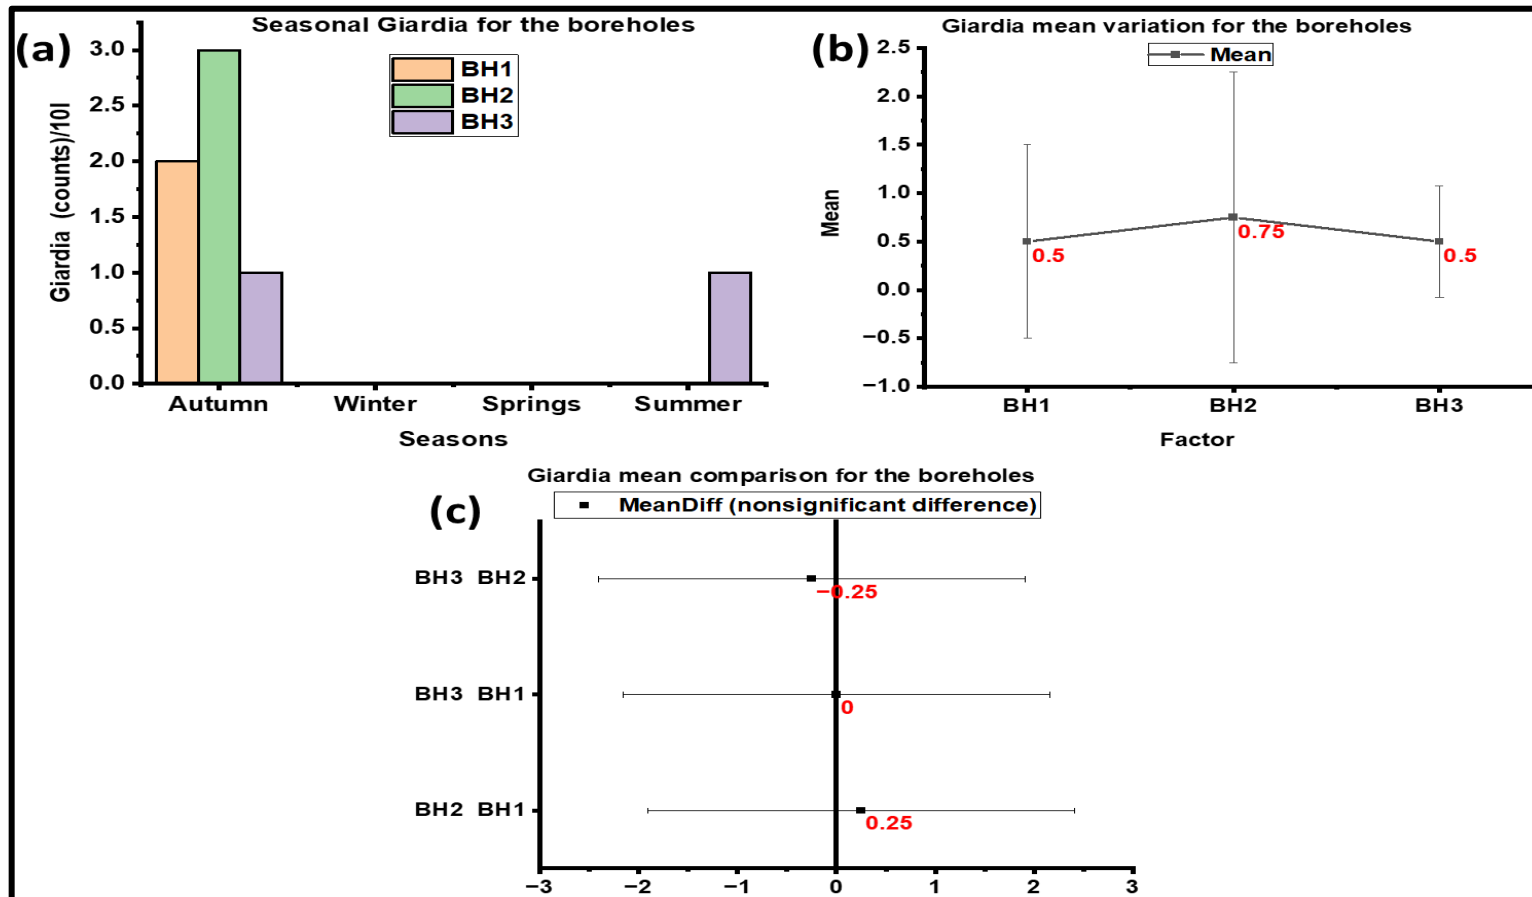 (a)
Seasonal Giardia for the boreholes
BH1
BH2
BH3
Giardia (counts)/10l
3.0
2.5
2.0
1.5
1.0
0.5
0.0
Autumn Winter Springs Summer
Seasons
(b)
Giardia mean variation for the boreholes
Mean
Mean
2.5
2.0
1.5
1.0
0.5
0.0
−0.5
−1.0
0.5
0.75
0.5
BH1 BH2 BH3
Factor
(c)
Giardia mean comparison for the boreholes
MeanDiff (nonsignificant difference)
BH3 BH2
−0.25
BH3 BH1
0
BH2 BH1
0.25
−3 −2 −1 0 1 2 3